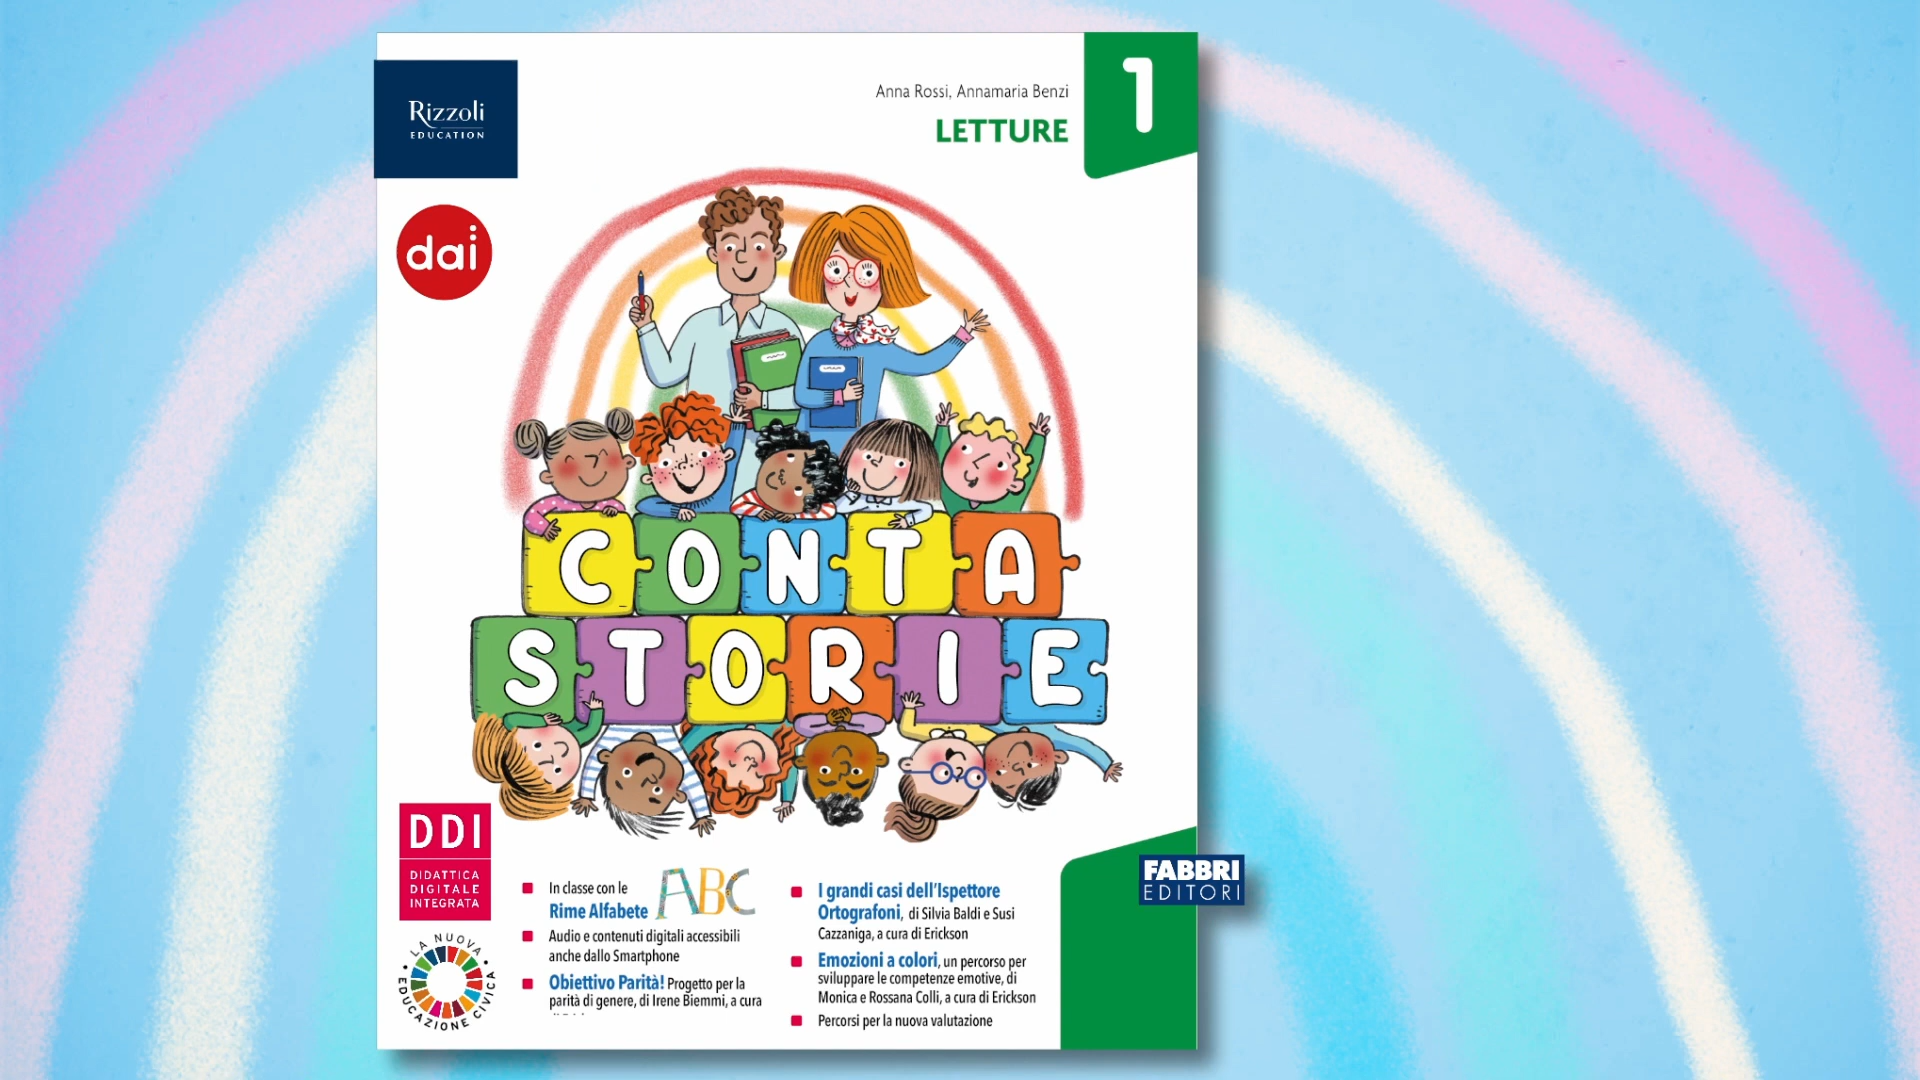 Rizzoli
EDUCATION
Anna Rossi, Annamaria Benzi
LETTURE
1
dai
CONTA
STORIE
DDI
DIDATTICA
DIGITALE
INTEGRATA
LA NUOVA
EDUCAZIONE CIVICA
In classe con le
Rime Alfabete ABC
Audio e contenuti digitali accessibili
anche dallo Smartphone
Obiettivo Parità! Progetto per la
parità di genere, di Irene Biemmi, a cura
I grandi casi dell'Ispettore
Ortografoni, di Silvia Baldi e Susi
Cazzaniga, a cura di Erickson
Emozioni a colori, un percorso per
sviluppare le competenze emotive, di
Monica e Rossana Colli, a cura di Erickson
Percorsi per la nuova valutazione
FABBRI
EDITORI